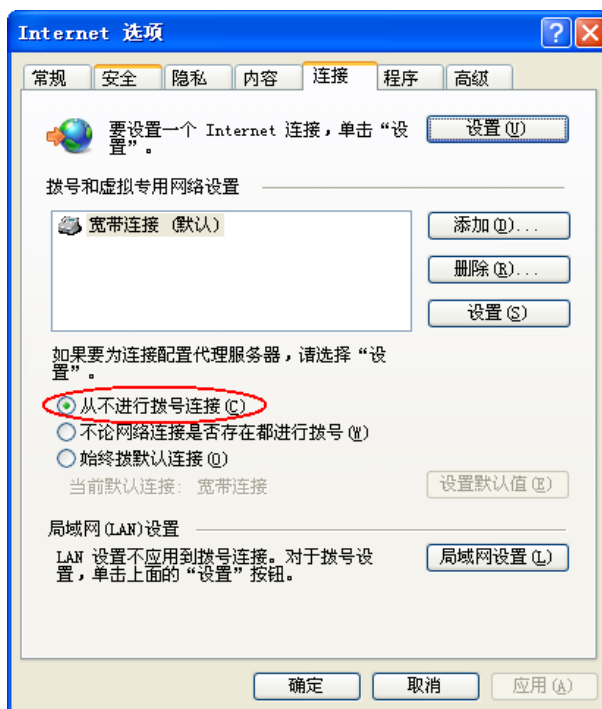 Internet 选项
常规 安全 隐私 内容 连接 程序 高级
要设置一个 Internet 连接，单击“设
置”。
设置(U)
拨号和虚拟专用网络设置
宽带连接 (默认)
添加(D)...
删除(R)...
设置(S)
如果要为连接配置代理服务器，请选择“设
置”。
从不进行拨号连接(C)
不论网络连接是否存在都进行拨号(W)
始终拨默认连接(O)
当前默认连接: 宽带连接
设置默认值(E)
局域网(LAN)设置
LAN 设置不应用到拨号连接。对于拨号设
置，单击上面的“设置”按钮。
局域网设置(L)
确定 取消 应用(A)